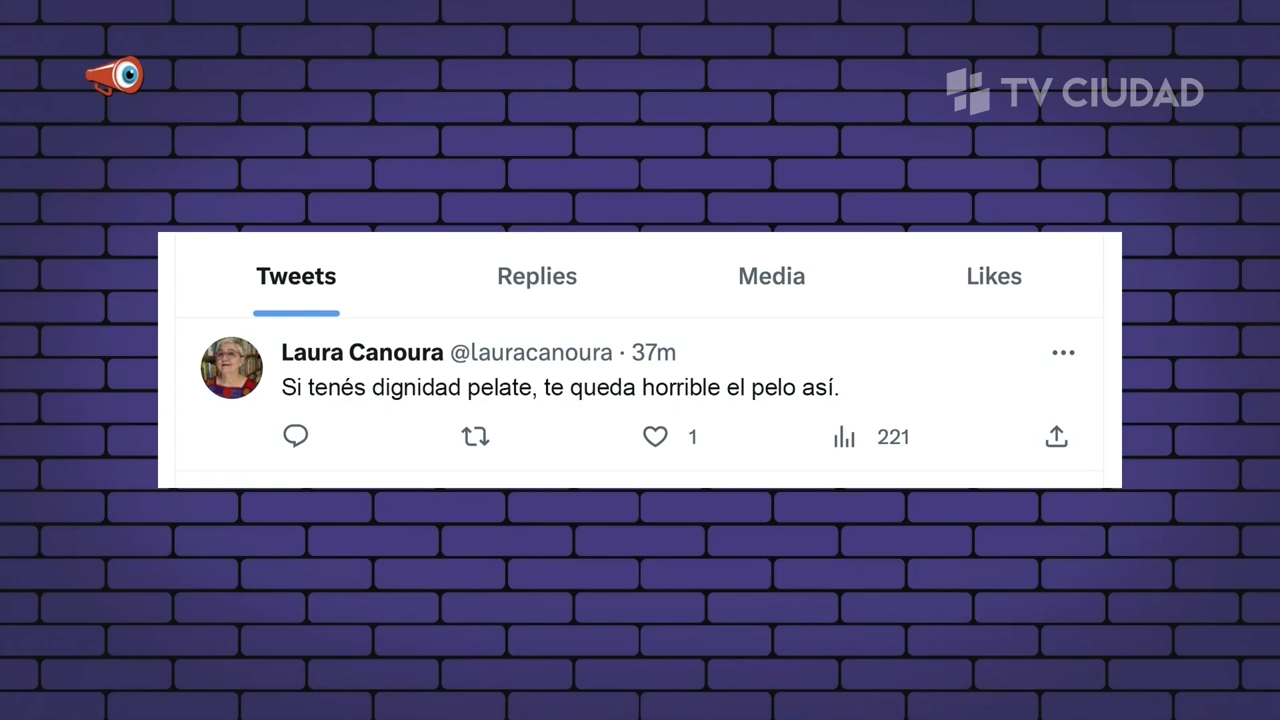 TV CIUDAD
Tweets Replies Media Likes
Laura Canoura @lauracanoura · 37m
Si tenés dignidad pelate, te queda horrible el pelo así.
1 221